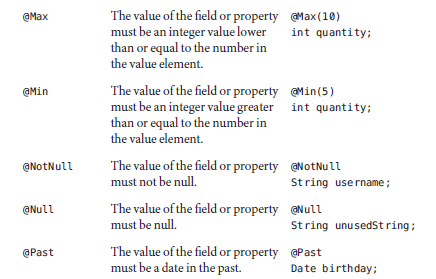 @Max The value of the field or property @Max(10)
must be an integer value lower int quantity;
than or equal to the number in
the value element.
@Min The value of the field or property @Min(5)
must be an integer value greater int quantity;
than or equal to the number in
the value element.
@NotNull The value of the field or property @NotNull
must not be null. String username;
@Null The value of the field or property @Null
must be null. String unusedString;
@Past The value of the field or property @Past
must be a date in the past. Date birthday;